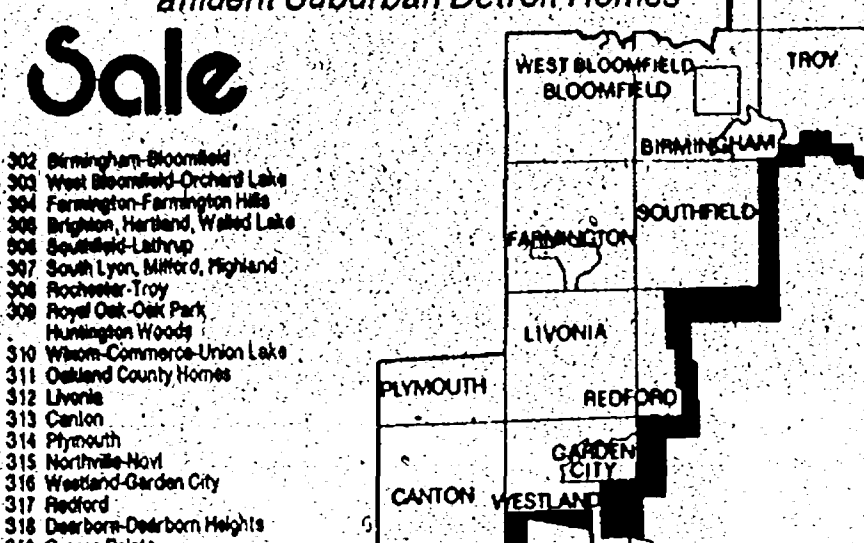 affluent Suburban Detroit Homes
Sale
302 Birmingham-Bloomfield
303 West Bloomfield-Orchard Lake
304 Farmington-Farmington Hills
305 Brighton, Hartland, Walled Lake
306 Southfield-Lathrup
307 South Lyon, Milford, Highland
308 Rochester-Troy
309 Royal Oak-Oak Park
Huntington Woods
310 Wixom-Commerce-Union Lake
311 Oakland County Homes
312 Livonia
313 Canton
314 Plymouth
315 Northville-Novi
316 Westland-Garden City
317 Redford
318 Dearborn-Dearborn Heights
WEST BLOOMFIELD
BLOOMFIELD
TROY
BIRMINGHAM
SOUTHFIELD
FARMINGTON
LIVONIA
PLYMOUTH
REDFORD
GARDEN
CITY
CANTON
WESTLAND